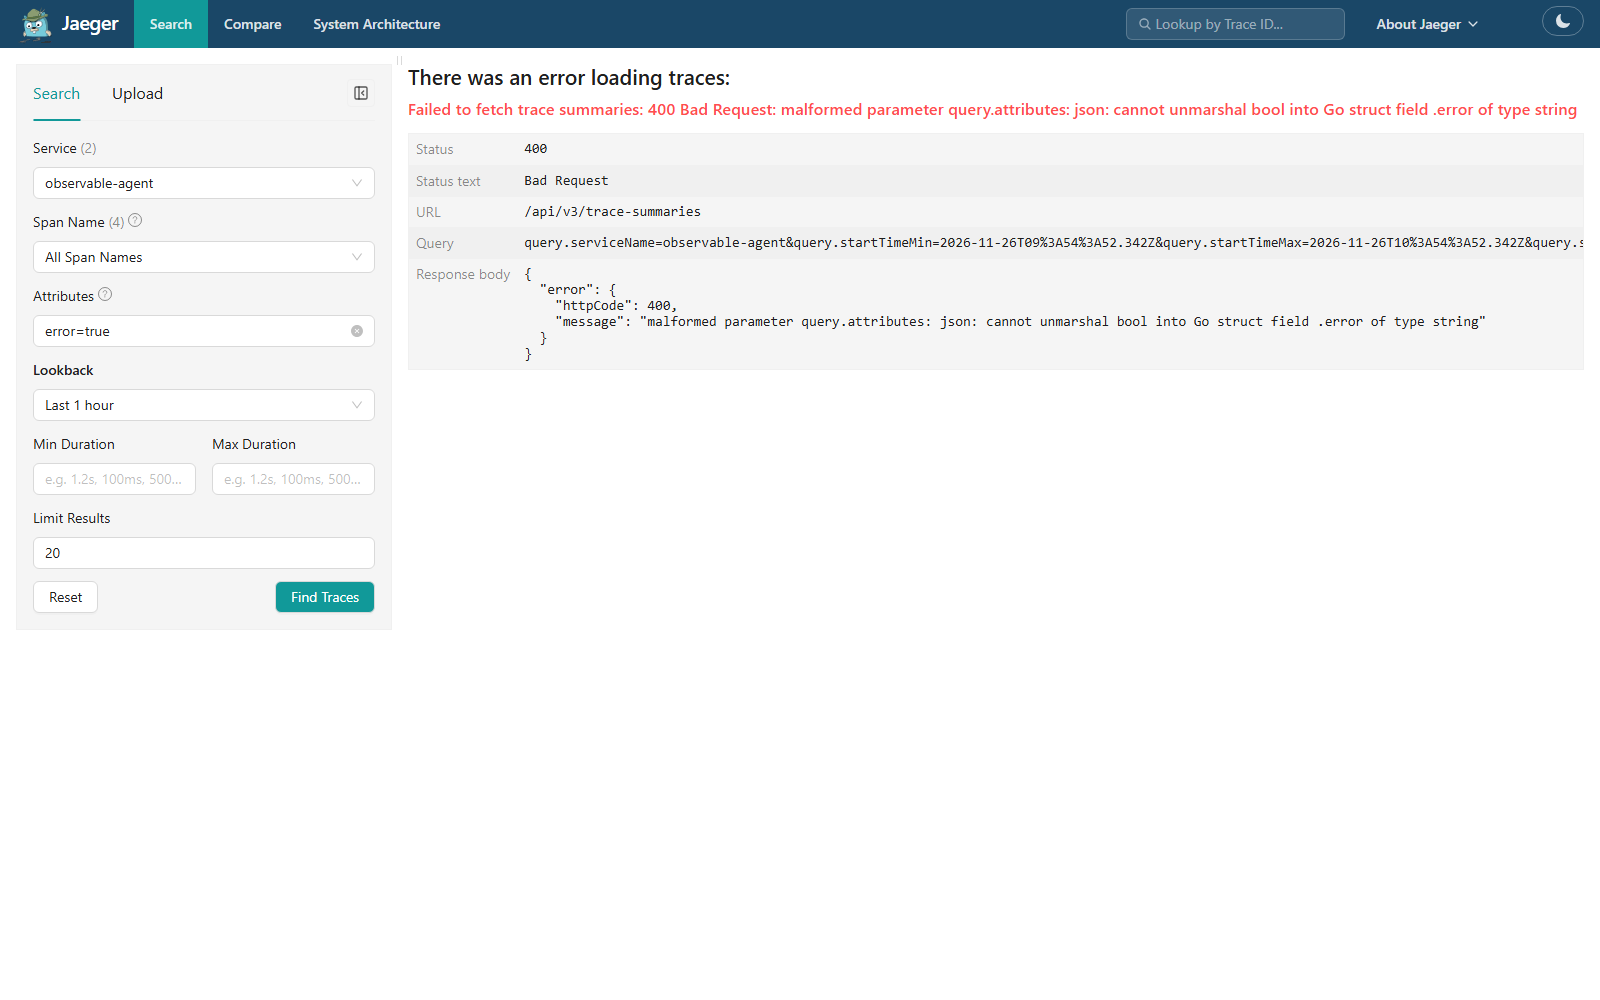 Jaeger
Search
Compare
System Architecture
Lookup by Trace ID...
About Jaeger
Search
Upload
Service (2)
observable-agent
Span Name (4)
All Span Names
Attributes
error=true
Lookback
Last 1 hour
Min Duration
Max Duration
e.g. 1.2s, 100ms, 500...
e.g. 1.2s, 100ms, 500...
Limit Results
20
Reset
Find Traces
There was an error loading traces:
Failed to fetch trace summaries: 400 Bad Request: malformed parameter query.attributes: json: cannot unmarshal bool into Go struct field .error of type string
Status 400
Status text Bad Request
URL /api/v3/trace-summaries
Query query.serviceName=observable-agent&query.startTimeMin=2026-11-26T09%3A54%3A52.342Z&query.startTimeMax=2026-11-26T10%3A54%3A52.342Z&query.s
Response body {
"error": {
"httpCode": 400,
"message": "malformed parameter query.attributes: json: cannot unmarshal bool into Go struct field .error of type string"
}
}